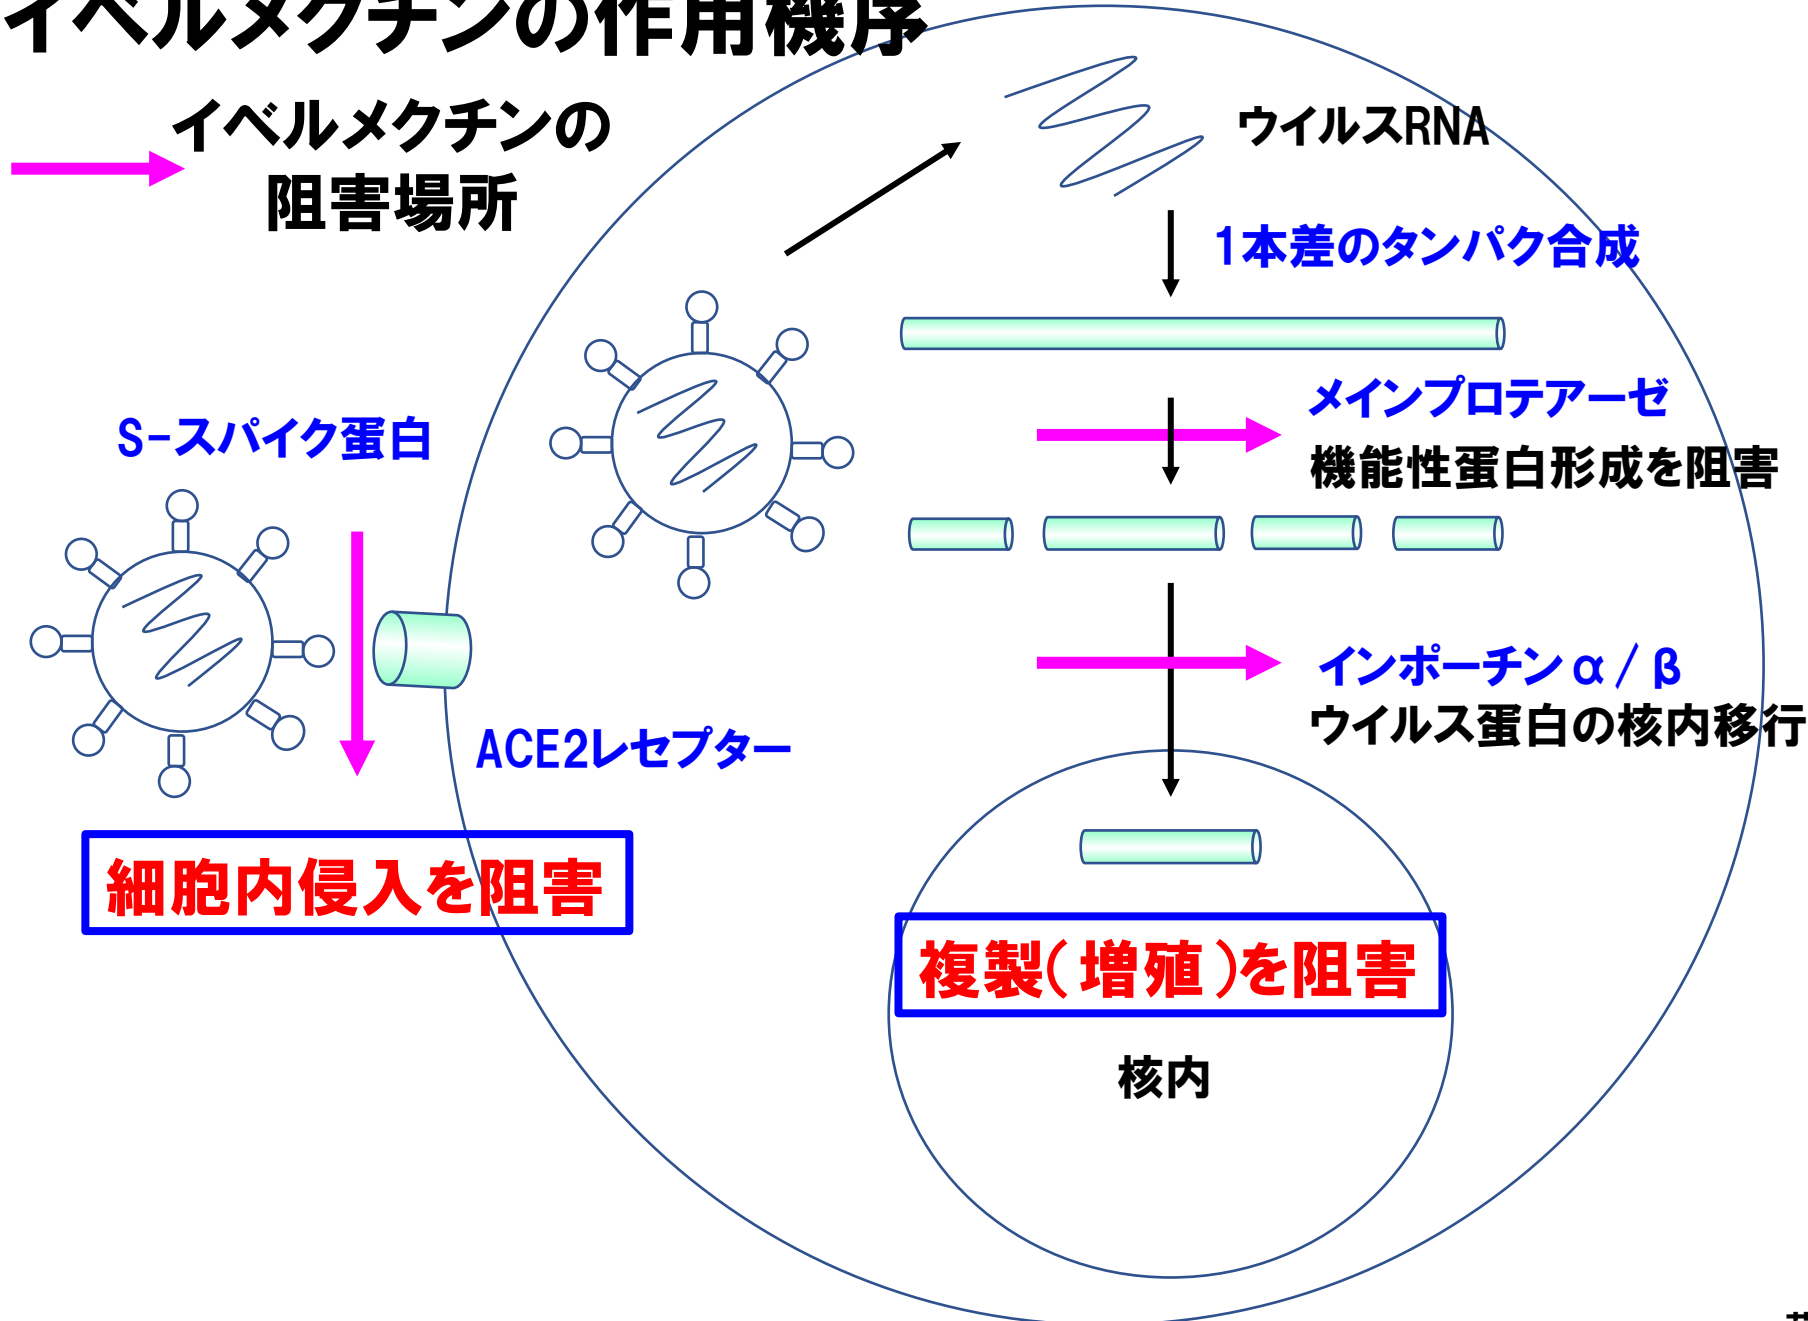 イベルメクチンの作用機序
イベルメクチンの
阻害場所
ウイルスRNA
1本差のタンパク合成
メインプロテアーゼ
機能性蛋白形成を阻害
S-スパイク蛋白
インポーチンα/β
ウイルス蛋白の核内移行
ACE2レセプター
細胞内侵入を阻害
複製(増殖)を阻害
核内